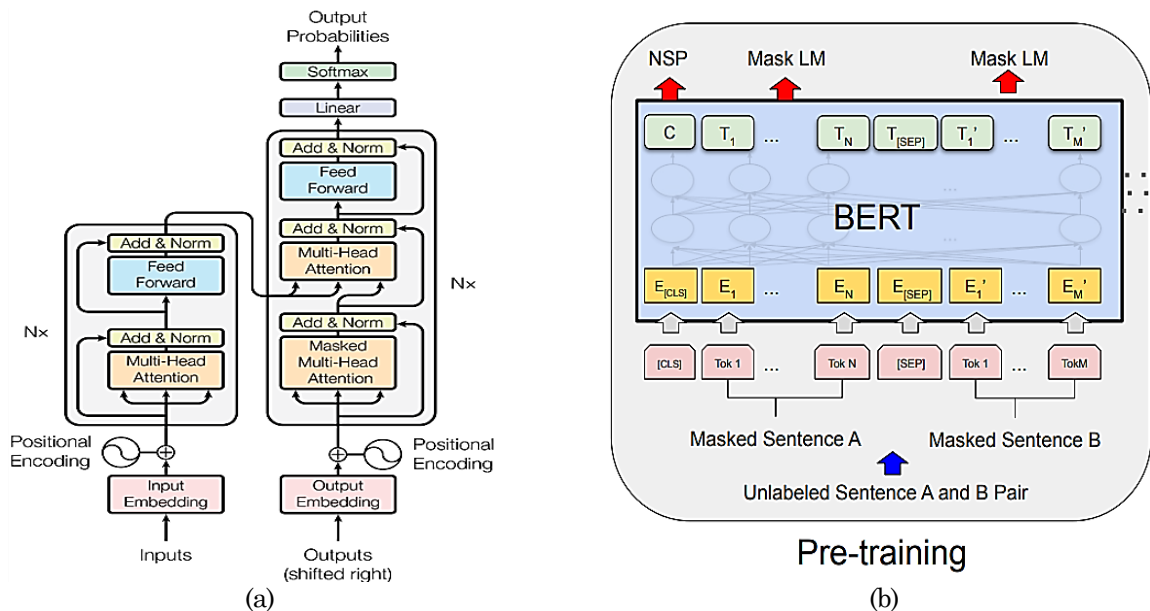 Output
Probabilities
Softmax
Linear
Add & Norm
Feed
Forward
Add & Norm
Multi-Head
Attention
Add & Norm
Masked
Multi-Head
Attention
Nx
Add & Norm
Feed
Forward
Add & Norm
Multi-Head
Attention
Nx
Positional
Encoding
Input
Embedding
Inputs
Positional
Encoding
Output
Embedding
Outputs
(shifted right)
(a)
NSP Mask LM Mask LM
C T1 ... TN T[SEP] T1' ... TM'
...
BERT
...
E[CLS] E1 ... EN E[SEP] E1' ... EM'
[CLS] Tok 1 ... Tok N [SEP] Tok 1 ... TokM
Masked Sentence A Masked Sentence B
Unlabeled Sentence A and B Pair
Pre-training
(b)